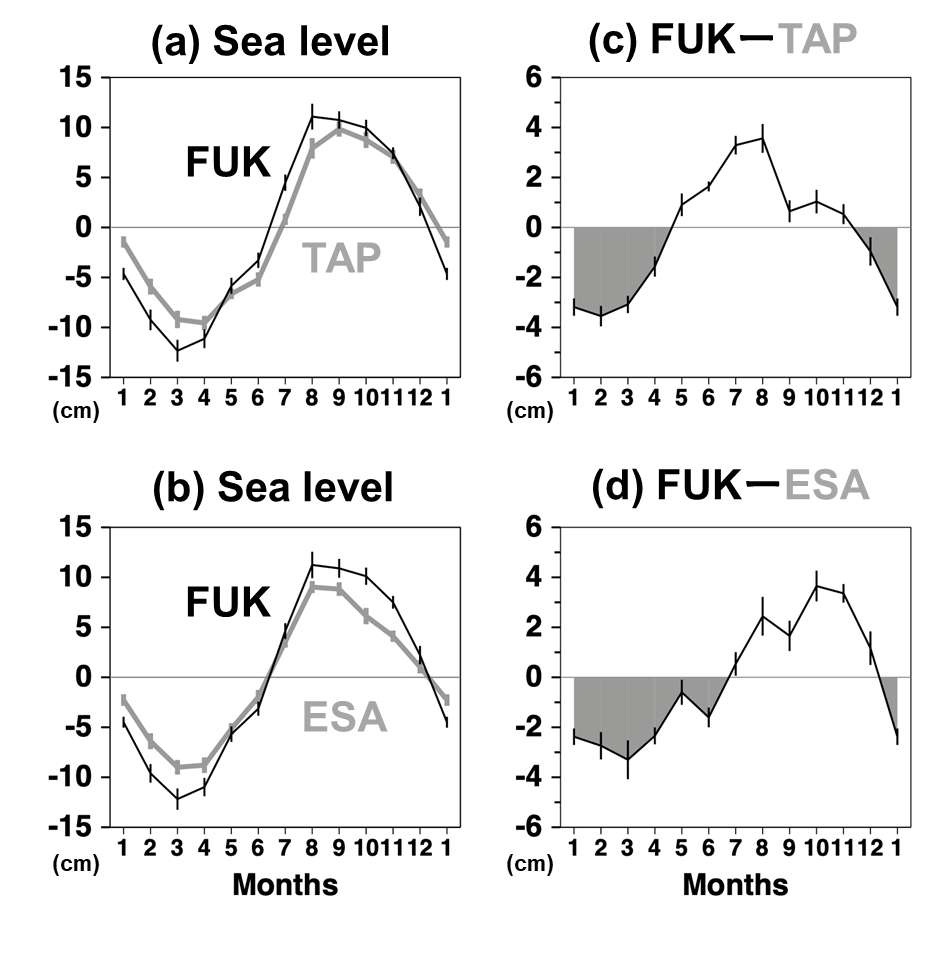 (a) Sea level
15
10
5
0
-5
-10
-15
FUK
TAP
(cm)
1 2 3 4 5 6 7 8 9 10 11 12 1
(c) FUK—TAP
6
4
2
0
-2
-4
-6
(cm)
1 2 3 4 5 6 7 8 9 10 11 12 1
(b) Sea level
15
10
5
0
-5
-10
-15
FUK
ESA
(cm)
1 2 3 4 5 6 7 8 9 10 11 12 1
Months
(d) FUK—ESA
6
4
2
0
-2
-4
-6
(cm)
1 2 3 4 5 6 7 8 9 10 11 12 1
Months